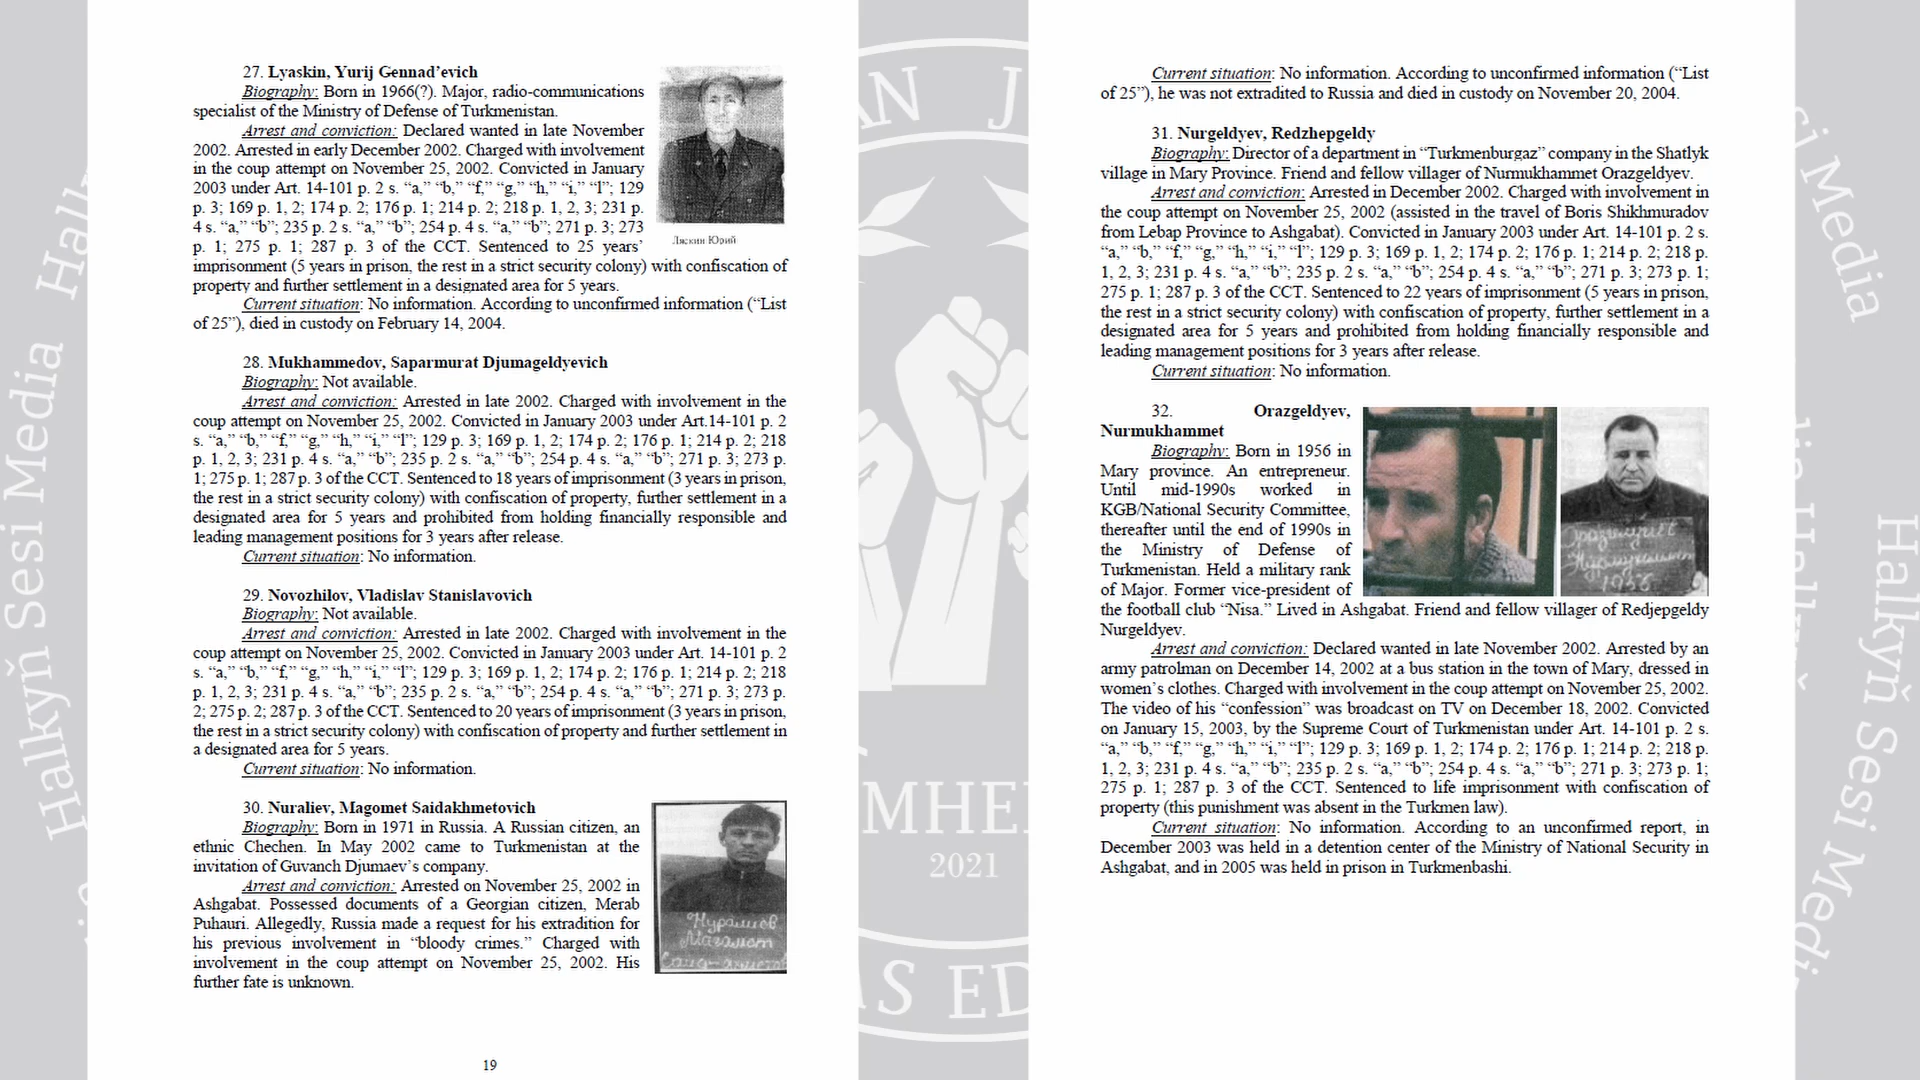 27. Lyaskin, Yurij Gennad’evich
Biography: Born in 1966(?). Major, radio-communications
specialist of the Ministry of Defense of Turkmenistan.
Arrest and conviction: Declared wanted in late November
2002. Arrested in early December 2002. Charged with involvement
in the coup attempt on November 25, 2002. Convicted in January
2003 under Art. 14-101 p. 2 s. “a,” “b,” “f,” “g,” “h,” “i,” “l”; 129
p. 3; 169 p. 1, 2; 174 p. 2; 176 p. 1; 214 p. 2; 218 p. 1, 2, 3; 231 p.
4 s. “a,” “b”; 235 p. 2 s. “a,” “b”; 254 p. 4 s. “a,” “b”; 271 p. 3; 273
p. 1; 275 p. 1; 287 p. 3 of the CCT. Sentenced to 25 years’
imprisonment (5 years in prison, the rest in a strict security colony) with confiscation of
property and further settlement in a designated area for 5 years.
Current situation: No information. According to unconfirmed information (“List
of 25”), died in custody on February 14, 2004.
Ляскин Юрий
28. Mukhammedov, Saparmurat Djumageldyevich
Biography: Not available.
Arrest and conviction: Arrested in late 2002. Charged with involvement in the
coup attempt on November 25, 2002. Convicted in January 2003 under Art.14-101 p. 2
s. “a,” “b,” “f,” “g,” “h,” “i,” “l”; 129 p. 3; 169 p. 1, 2; 174 p. 2; 176 p. 1; 214 p. 2; 218
p. 1, 2, 3; 231 p. 4 s. “a,” “b”; 235 p. 2 s. “a,” “b”; 254 p. 4 s. “a,” “b”; 271 p. 3; 273 p.
1; 275 p. 1; 287 p. 3 of the CCT. Sentenced to 18 years of imprisonment (3 years in prison,
the rest in a strict security colony) with confiscation of property, further settlement in a
designated area for 5 years and prohibited from holding financially responsible and
leading management positions for 3 years after release.
Current situation: No information.
29. Novozhilov, Vladislav Stanislavovich
Biography: Not available.
Arrest and conviction: Arrested in late 2002. Charged with involvement in the
coup attempt on November 25, 2002. Convicted in January 2003 under Art. 14-101 p. 2
s. “a,” “b,” “f,” “g,” “h,” “i,” “l”; 129 p. 3; 169 p. 1, 2; 174 p. 2; 176 p. 1; 214 p. 2; 218
p. 1, 2, 3; 231 p. 4 s. “a,” “b”; 235 p. 2 s. “a,” “b”; 254 p. 4 s. “a,” “b”; 271 p. 3; 273 p.
2; 275 p. 2; 287 p. 3 of the CCT. Sentenced to 20 years of imprisonment (3 years in prison,
the rest in a strict security colony) with confiscation of property and further settlement in
a designated area for 5 years.
Current situation: No information.
30. Nuraliev, Magomet Saidakhmetovich
Biography: Born in 1971 in Russia. A Russian citizen, an
ethnic Chechen. In May 2002 came to Turkmenistan at the
invitation of Guvanch Djumaev’s company.
Arrest and conviction: Arrested on November 25, 2002 in
Ashgabat. Possessed documents of a Georgian citizen, Merab
Puhauri. Allegedly, Russia made a request for his extradition for
his previous involvement in “bloody crimes.” Charged with
involvement in the coup attempt on November 25, 2002. His
further fate is unknown.
19
Current situation: No information. According to unconfirmed information (“List
of 25”), he was not extradited to Russia and died in custody on November 20, 2004.
31. Nurgeldyev, Redzhepgeldy
Biography: Director of a department in “Turkmenburgaz” company in the Shatlyk
village in Mary Province. Friend and fellow villager of Nurmukhammet Orazgeldyev.
Arrest and conviction: Arrested in December 2002. Charged with involvement in
the coup attempt on November 25, 2002 (assisted in the travel of Boris Shikhmuradov
from Lebap Province to Ashgabat). Convicted in January 2003 under Art. 14-101 p. 2 s.
“a,” “b,” “f,” “g,” “h,” “i,” “l”; 129 p. 3; 169 p. 1, 2; 174 p. 2; 176 p. 1; 214 p. 2; 218 p.
1, 2, 3; 231 p. 4 s. “a,” “b”; 235 p. 2 s. “a,” “b”; 254 p. 4 s. “a,” “b”; 271 p. 3; 273 p. 1;
275 p. 1; 287 p. 3 of the CCT. Sentenced to 22 years of imprisonment (5 years in prison,
the rest in a strict security colony) with confiscation of property, further settlement in a
designated area for 5 years and prohibited from holding financially responsible and
leading management positions for 3 years after release.
Current situation: No information.
32. Orazgeldyev,
Nurmukhammet
Biography: Born in 1956 in
Mary province. An entrepreneur.
Until mid-1990s worked in
KGB/National Security Committee,
thereafter until the end of 1990s in
the Ministry of Defense of
Turkmenistan. Held a military rank
of Major. Former vice-president of
the football club “Nisa.” Lived in Ashgabat. Friend and fellow villager of Redjepgeldy
Nurgeldyev.
Arrest and conviction: Declared wanted in late November 2002. Arrested by an
army patrolman on December 14, 2002 at a bus station in the town of Mary, dressed in
women’s clothes. Charged with involvement in the coup attempt on November 25, 2002.
The video of his “confession” was broadcast on TV on December 18, 2002. Convicted
on January 15, 2003, by the Supreme Court of Turkmenistan under Art. 14-101 p. 2 s.
“a,” “b,” “f,” “g,” “h,” “i,” “l”; 129 p. 3; 169 p. 1, 2; 174 p. 2; 176 p. 1; 214 p. 2; 218 p.
1, 2, 3; 231 p. 4 s. “a,” “b”; 235 p. 2 s. “a,” “b”; 254 p. 4 s. “a,” “b”; 271 p. 3; 273 p. 1;
275 p. 1; 287 p. 3 of the CCT. Sentenced to life imprisonment with confiscation of
property (this punishment was absent in the Turkmen law).
Current situation: No information. According to an unconfirmed report, in
December 2003 was held in a detention center of the Ministry of National Security in
Ashgabat, and in 2005 was held in prison in Turkmenbashi.
1956
Halkyň Sesi Media
2021
Halkyň Sesi Media